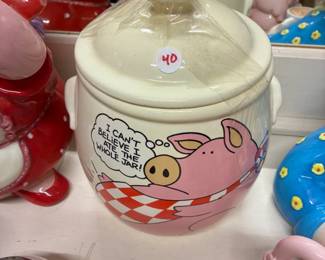 40
I CAN'T
BELIEVE I
ATE THE
WHOLE JAR!